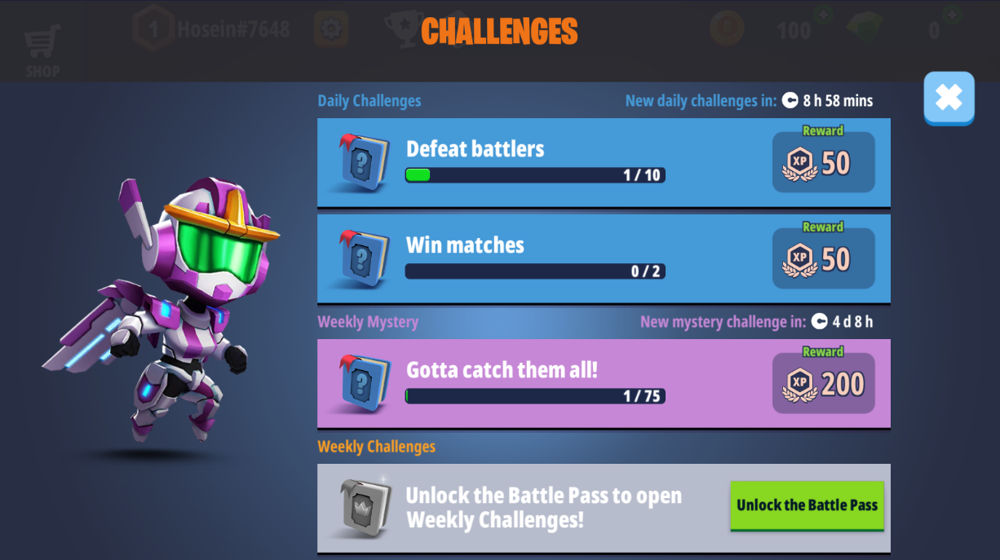 CHALLENGES
1 Hosein#7648
100
0
SHOP
Daily Challenges
New daily challenges in: 8 h 58 mins
Defeat battlers
1 / 10
Reward
XP 50
Win matches
0 / 2
Reward
XP 50
Weekly Mystery
New mystery challenge in: 4 d 8 h
Gotta catch them all!
1 / 75
Reward
XP 200
Weekly Challenges
Unlock the Battle Pass to open
Weekly Challenges!
Unlock the Battle Pass